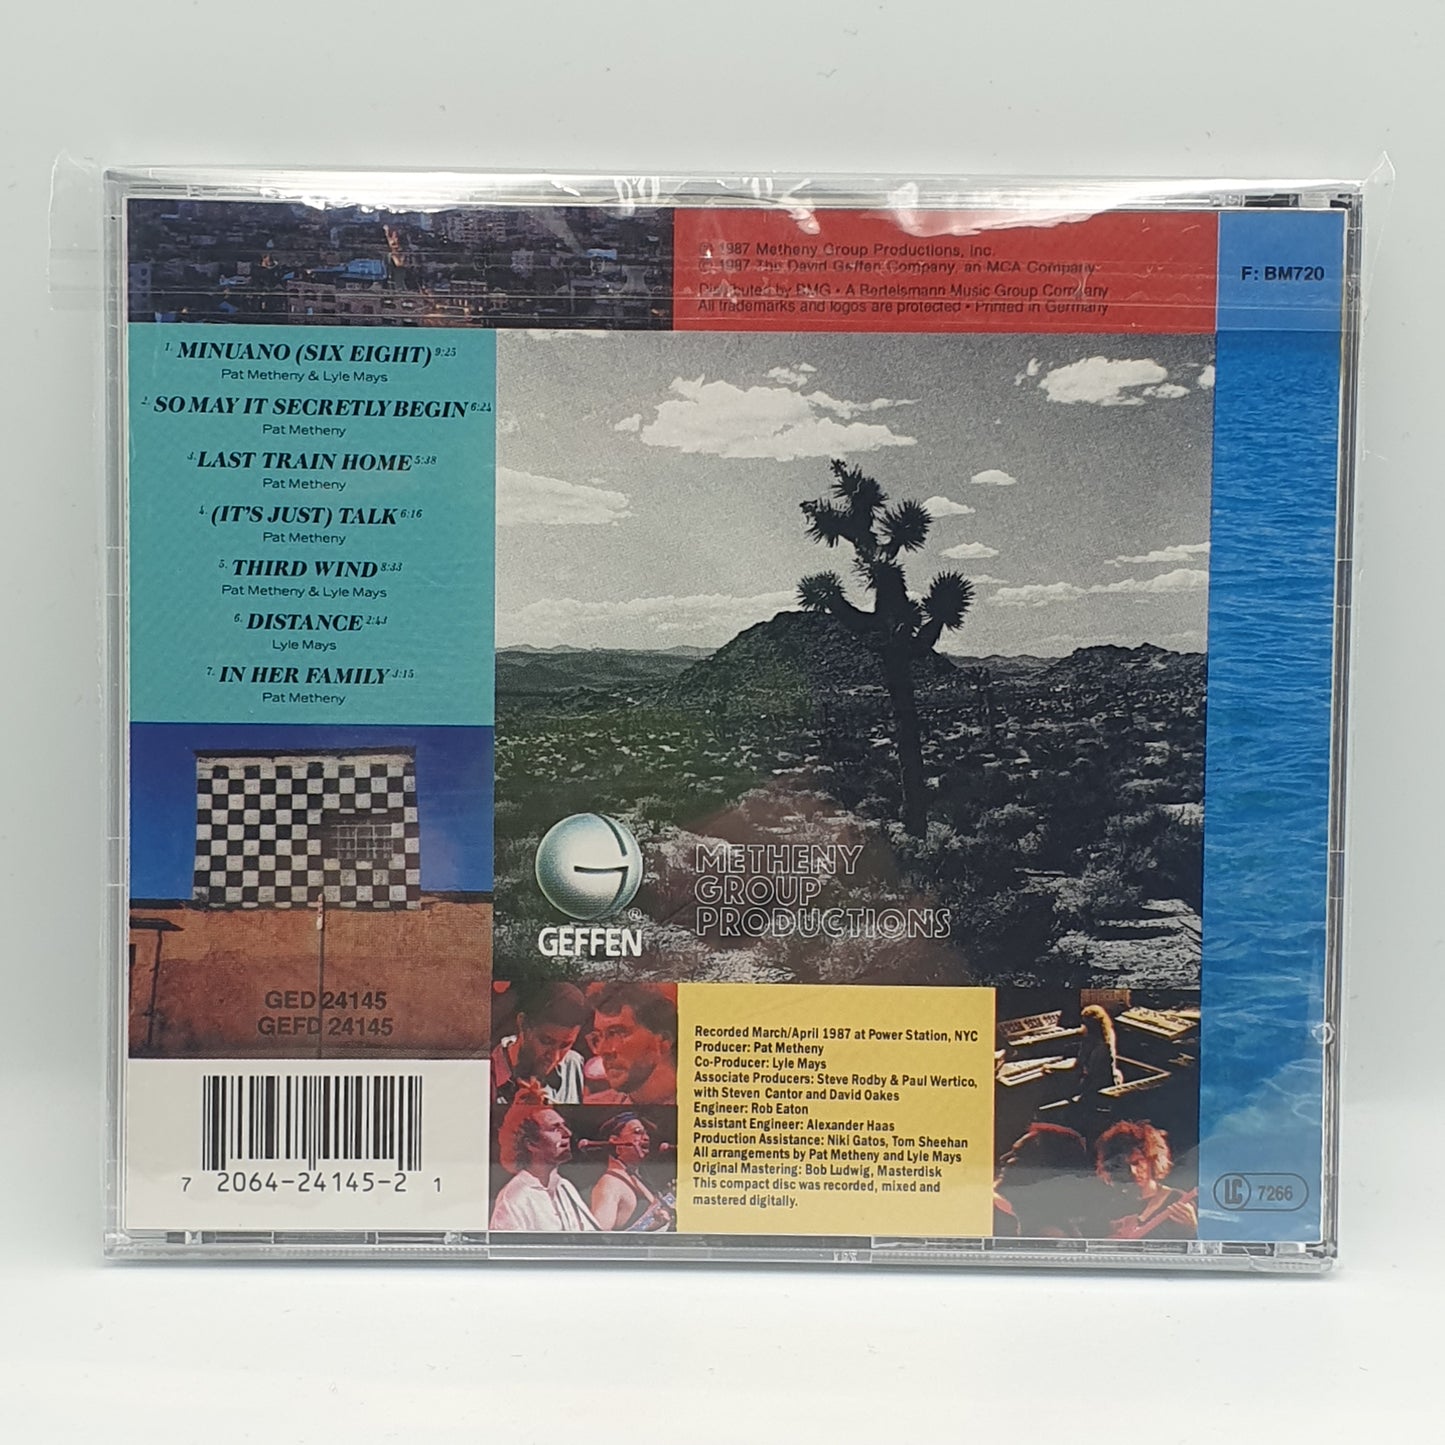 ℗ 1987 Metheny Group Productions, Inc.
© 1987 The David Geffen Company, an MCA Company
Distributed by BMG • A Bertelsmann Music Group Company
All trademarks and logos are protected • Printed in Germany
F: BM720
1. MINUANO (SIX EIGHT) 9:25
Pat Metheny & Lyle Mays
2. SO MAY IT SECRETLY BEGIN 6:24
Pat Metheny
3. LAST TRAIN HOME 5:38
Pat Metheny
4. (IT'S JUST) TALK 6:16
Pat Metheny
5. THIRD WIND 8:33
Pat Metheny & Lyle Mays
6. DISTANCE 2:43
Lyle Mays
7. IN HER FAMILY 3:15
Pat Metheny
GEFFEN ®
METHENY
GROUP
PRODUCTIONS
GED 24145
GEFD 24145
7 2064-24145-2 1
Recorded March/April 1987 at Power Station, NYC
Producer: Pat Metheny
Co-Producer: Lyle Mays
Associate Producers: Steve Rodby & Paul Wertico,
with Steven Cantor and David Oakes
Engineer: Rob Eaton
Assistant Engineer: Alexander Haas
Production Assistance: Niki Gatos, Tom Sheehan
All arrangements by Pat Metheny and Lyle Mays
Original Mastering: Bob Ludwig, Masterdisk
This compact disc was recorded, mixed and
mastered digitally.
LC 7266